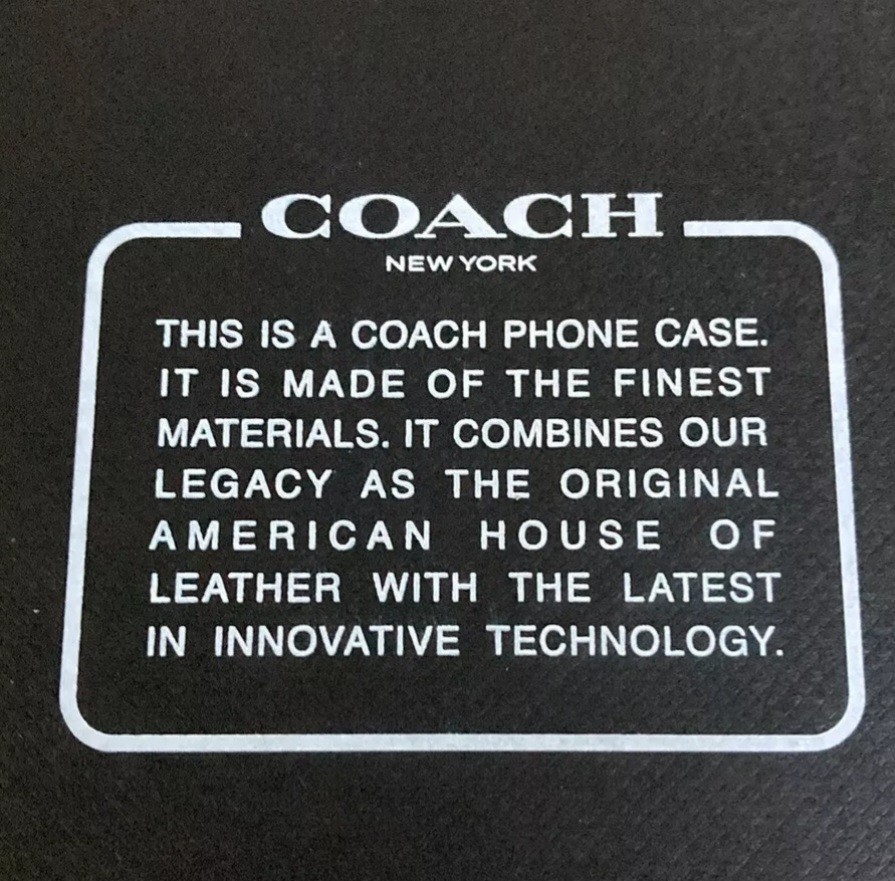 COACH
NEW YORK
THIS IS A COACH PHONE CASE.
IT IS MADE OF THE FINEST
MATERIALS. IT COMBINES OUR
LEGACY AS THE ORIGINAL
AMERICAN HOUSE OF
LEATHER WITH THE LATEST
IN INNOVATIVE TECHNOLOGY.